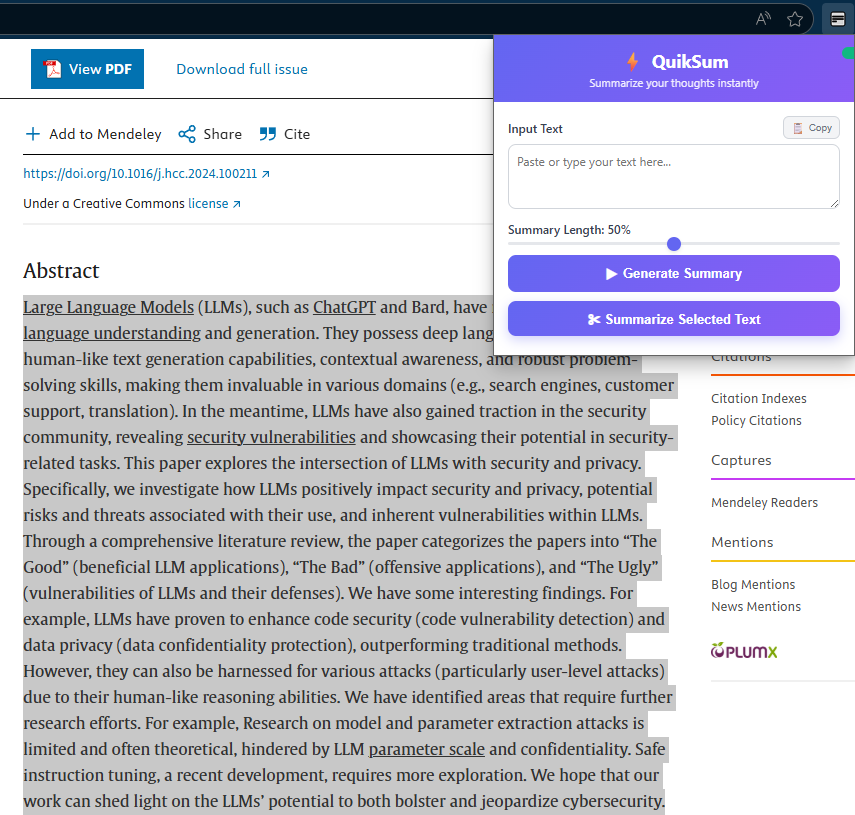 View PDF
Download full issue
Add to Mendeley
Share
Cite
https://doi.org/10.1016/j.hcc.2024.100211
Under a Creative Commons license
Abstract
Large Language Models (LLMs), such as ChatGPT and Bard, have
language understanding and generation. They possess deep
human-like text generation capabilities, contextual awareness, and robust problem-
solving skills, making them invaluable in various domains (e.g., search engines, customer
support, translation). In the meantime, LLMs have also gained traction in the security
community, revealing security vulnerabilities and showcasing their potential in security-
related tasks. This paper explores the intersection of LLMs with security and privacy.
Specifically, we investigate how LLMs positively impact security and privacy, potential
risks and threats associated with their use, and inherent vulnerabilities within LLMs.
Through a comprehensive literature review, the paper categorizes the papers into “The
Good” (beneficial LLM applications), “The Bad” (offensive applications), and “The Ugly”
(vulnerabilities of LLMs and their defenses). We have some interesting findings. For
example, LLMs have proven to enhance code security (code vulnerability detection) and
data privacy (data confidentiality protection), outperforming traditional methods.
However, they can also be harnessed for various attacks (particularly user-level attacks)
due to their human-like reasoning abilities. We have identified areas that require further
research efforts. For example, Research on model and parameter extraction attacks is
limited and often theoretical, hindered by LLM parameter scale and confidentiality. Safe
instruction tuning, a recent development, requires more exploration. We hope that our
work can shed light on the LLMs’ potential to both bolster and jeopardize cybersecurity.
QuikSum
Summarize your thoughts instantly
Input Text
Copy
Paste or type your text here...
Summary Length: 50%
Generate Summary
Summarize Selected Text
Citations
Citation Indexes
Policy Citations
Captures
Mendeley Readers
Mentions
Blog Mentions
News Mentions
PLUMX